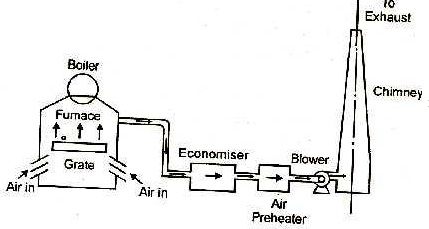 To
Exhaust
Boiler
Chimney
Furnace
Economiser
Blower
Grate
Air in
Air in
Air
Preheater